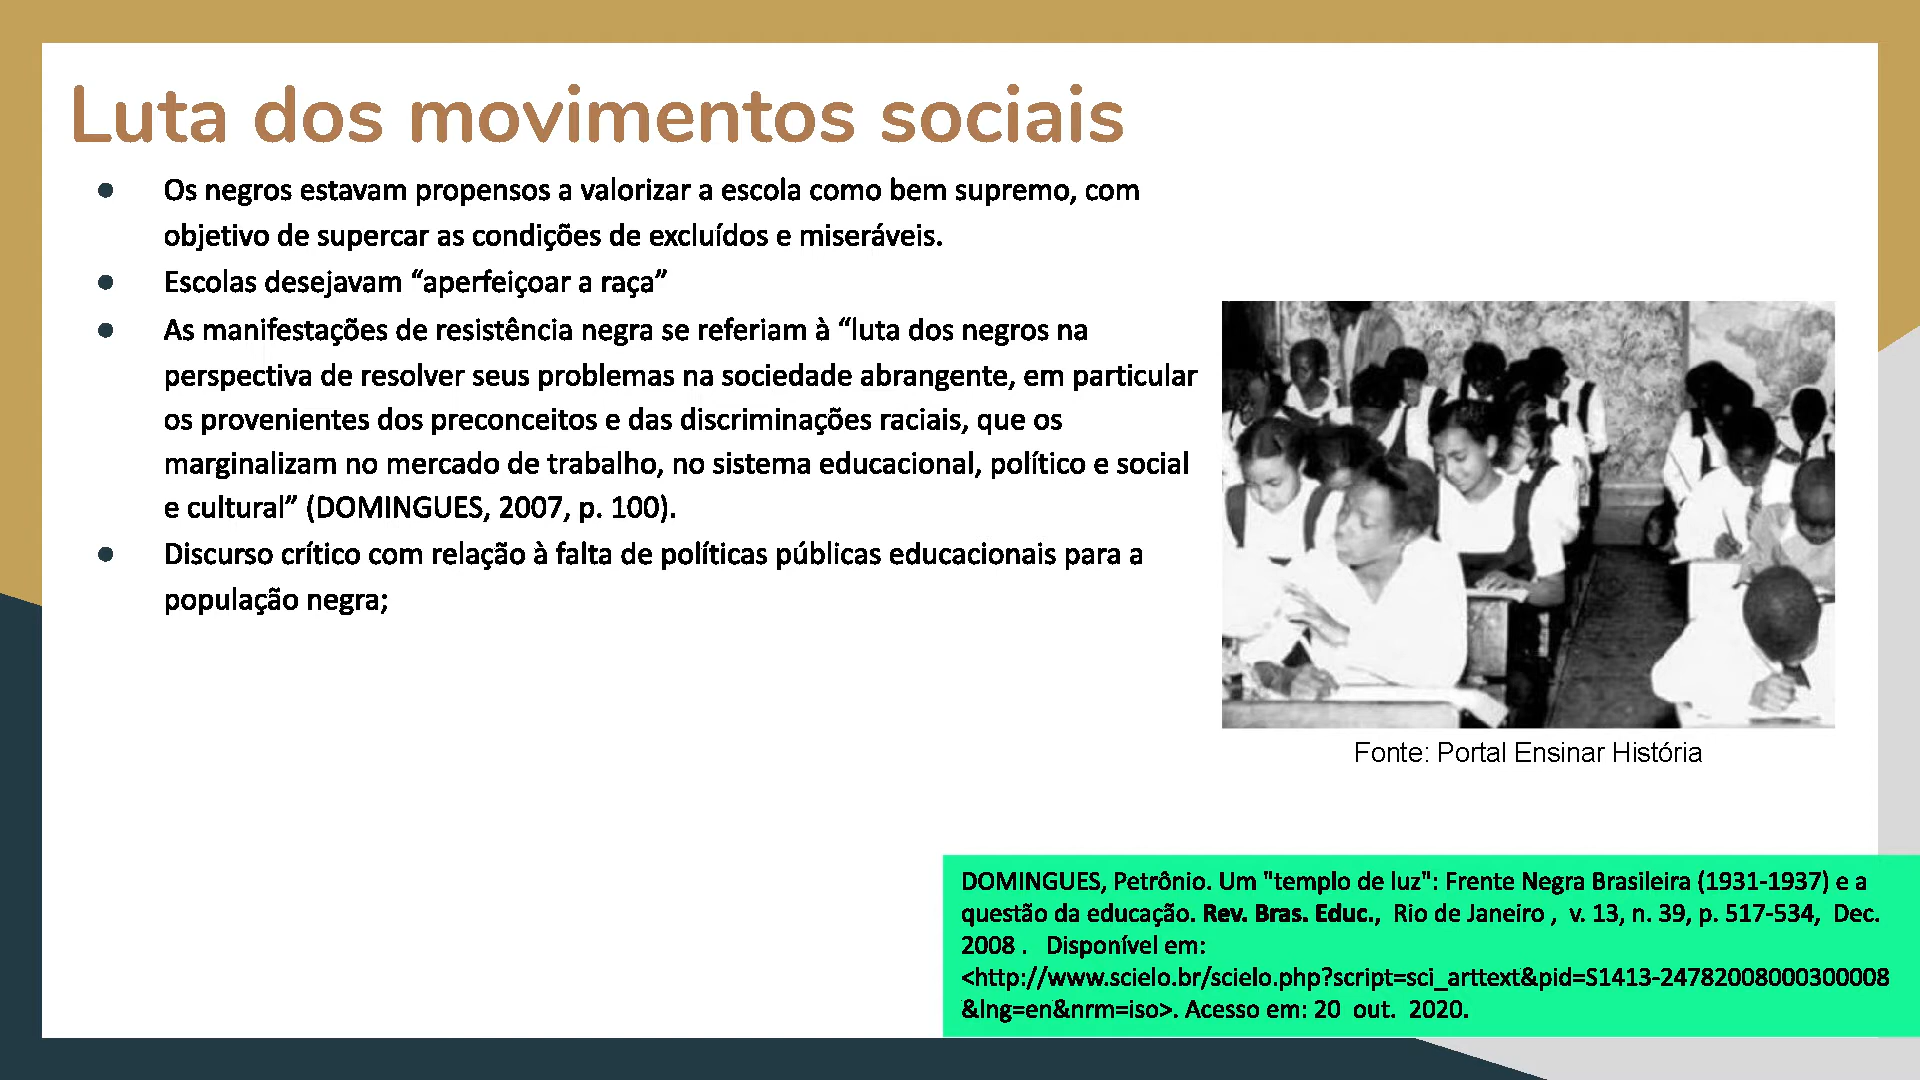 Luta dos movimentos sociais
● Os negros estavam propensos a valorizar a escola como bem supremo, com
objetivo de supercar as condições de excluídos e miseráveis.
● Escolas desejavam “aperfeiçoar a raça”
● As manifestações de resistência negra se referiam à “luta dos negros na
perspectiva de resolver seus problemas na sociedade abrangente, em particular
os provenientes dos preconceitos e das discriminações raciais, que os
marginalizam no mercado de trabalho, no sistema educacional, político e social
e cultural” (DOMINGUES, 2007, p. 100).
● Discurso crítico com relação à falta de políticas públicas educacionais para a
população negra;
Fonte: Portal Ensinar História
DOMINGUES, Petrônio. Um "templo de luz": Frente Negra Brasileira (1931-1937) e a
questão da educação. Rev. Bras. Educ., Rio de Janeiro , v. 13, n. 39, p. 517-534, Dec.
2008 . Disponível em:
<http://www.scielo.br/scielo.php?script=sci_arttext&pid=S1413-24782008000300008
&lng=en&nrm=iso>. Acesso em: 20 out. 2020.